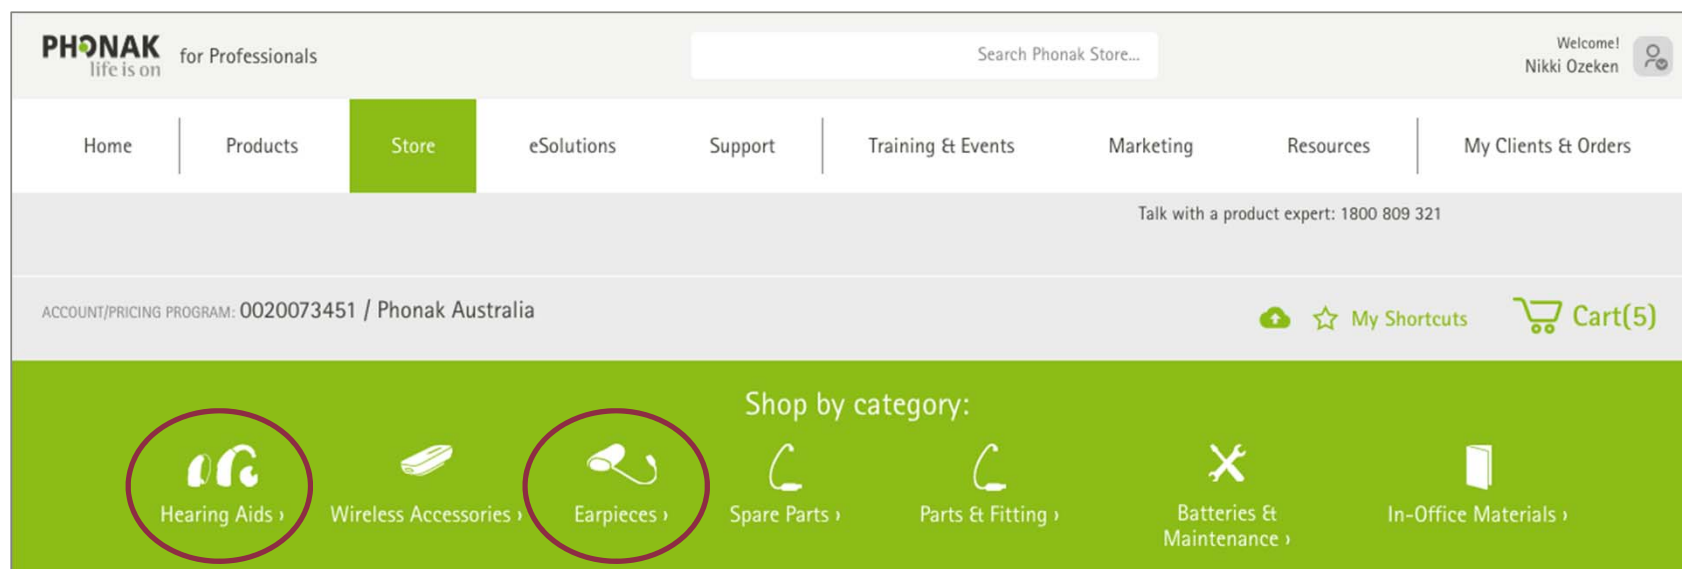 PHONAK
life is on
for Professionals
Search Phonak Store...
Welcome!
Nikki Ozeken
Home
Products
Store
eSolutions
Support
Training & Events
Marketing
Resources
My Clients & Orders
Talk with a product expert: 1800 809 321
ACCOUNT/PRICING PROGRAM: 0020073451 / Phonak Australia
My Shortcuts
Cart(5)
Shop by category:
Hearing Aids ›
Wireless Accessories ›
Earpieces ›
Spare Parts ›
Parts & Fitting ›
Batteries &
Maintenance ›
In-Office Materials ›